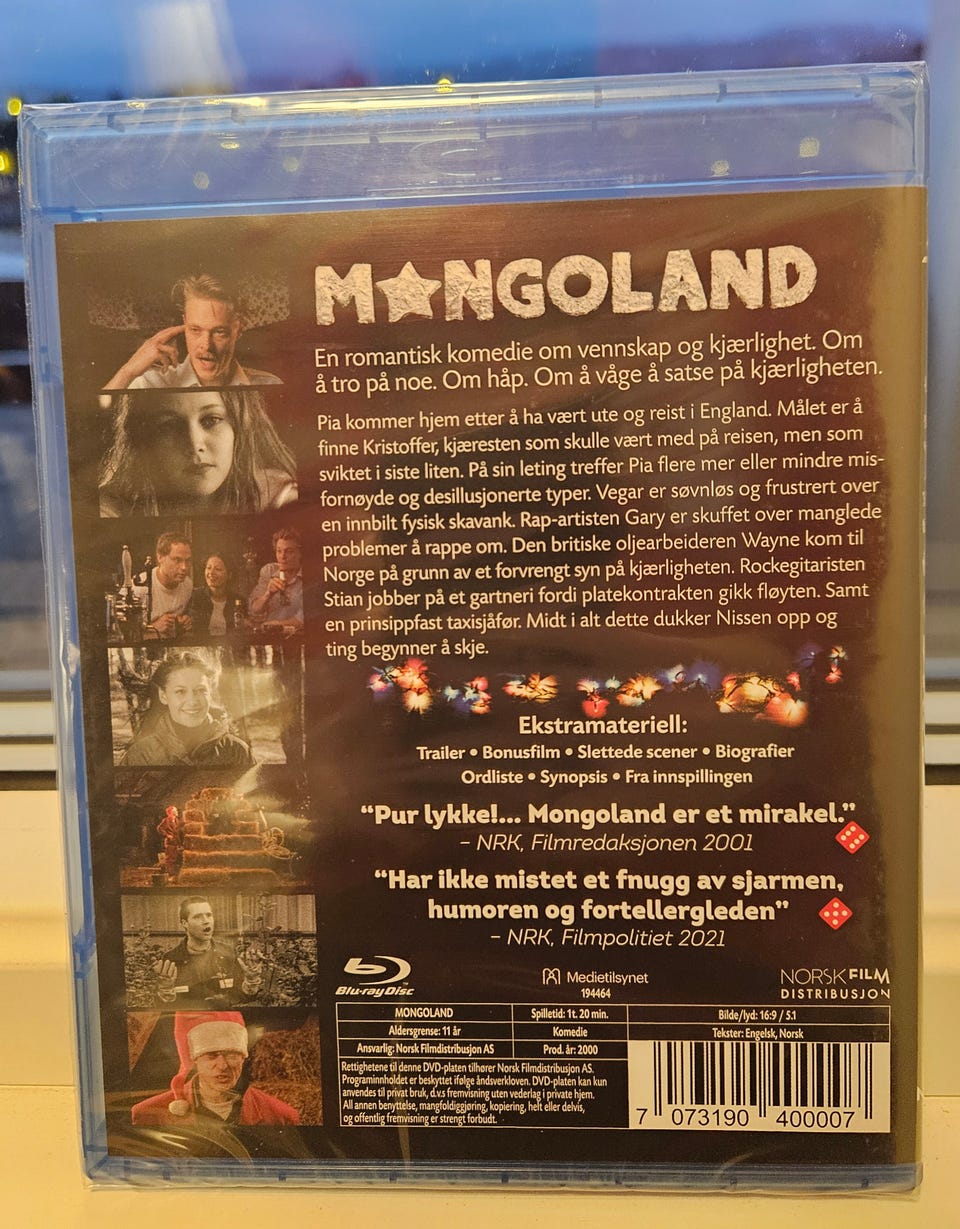 M★NGOLAND
En romantisk komedie om vennskap og kjærlighet. Om
å tro på noe. Om håp. Om å våge å satse på kjærligheten.
Pia kommer hjem etter å ha vært ute og reist i England. Målet er å
finne Kristoffer, kjæresten som skulle vært med på reisen, men som
sviktet i siste liten. På sin leting treffer Pia flere mer eller mindre mis-
fornøyde og desillusjonerte typer. Vegar er søvnløs og frustrert over
en innbilt fysisk skavank. Rap-artisten Gary er skuffet over manglede
problemer å rappe om. Den britiske oljearbeideren Wayne kom til
Norge på grunn av et forvrengt syn på kjærligheten. Rockegitaristen
Stian jobber på et gartneri fordi platekontrakten gikk fløyten. Samt
en prinsippfast taxisjåfør. Midt i alt dette dukker Nissen opp og
ting begynner å skje.
Ekstramateriell:
Trailer • Bonusfilm • Slettede scener • Biografier
Ordliste • Synopsis • Fra innspillingen
“Pur lykke!... Mongoland er et mirakel.”
– NRK, Filmredaksjonen 2001
“Har ikke mistet et fnugg av sjarmen,
humoren og fortellergleden”
– NRK, Filmpolitiet 2021
Blu-ray Disc
Medietilsynet
194464
NORSK FILM
DISTRIBUSJON
MONGOLAND
Spilletid: 1t. 20 min.
Bilde/lyd: 16:9 / 5.1
Aldersgrense: 11 år
Komedie
Tekster: Engelsk, Norsk
Ansvarlig: Norsk Filmdistribusjon AS
Prod. år: 2000
Rettighetene til denne DVD-platen tilhører Norsk Filmdistribusjon AS.
Programinnholdet er beskyttet ifølge åndsverkloven. DVD-platen kan kun
anvendes til privat bruk, d.v.s fremvisning uten vederlag i private hjem.
All annen benyttelse, mangfoldiggjøring, kopiering, helt eller delvis,
og offentlig fremvisning er strengt forbudt.
7 073190 400007